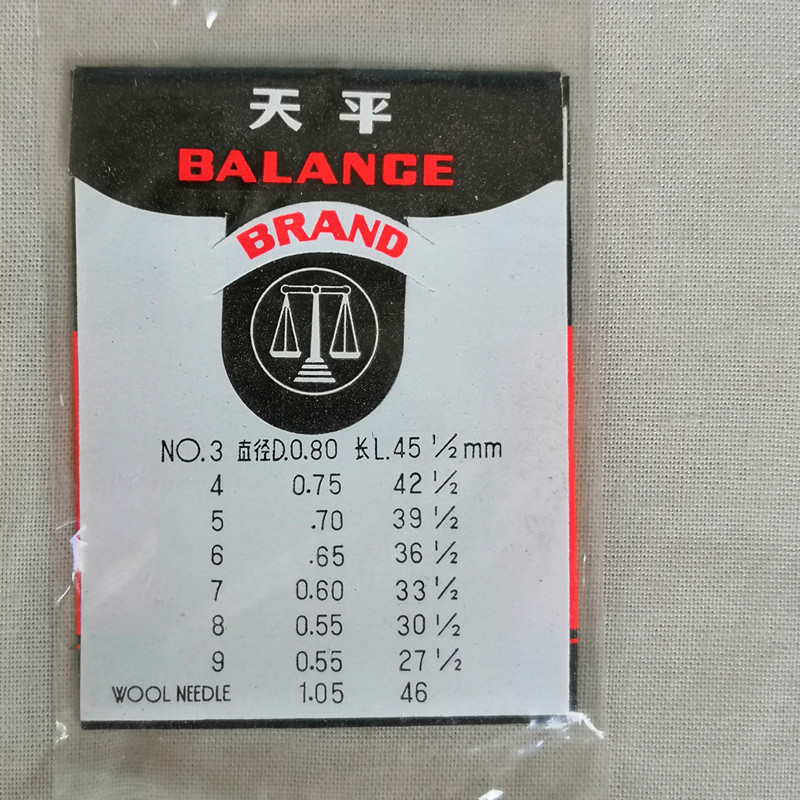 天平
BALANCE
BRAND
NO.3 直径D.0.80 长L.45 1/2 mm
4 0.75 42 1/2
5 .70 39 1/2
6 .65 36 1/2
7 0.60 33 1/2
8 0.55 30 1/2
9 0.55 27 1/2
WOOL NEEDLE 1.05 46